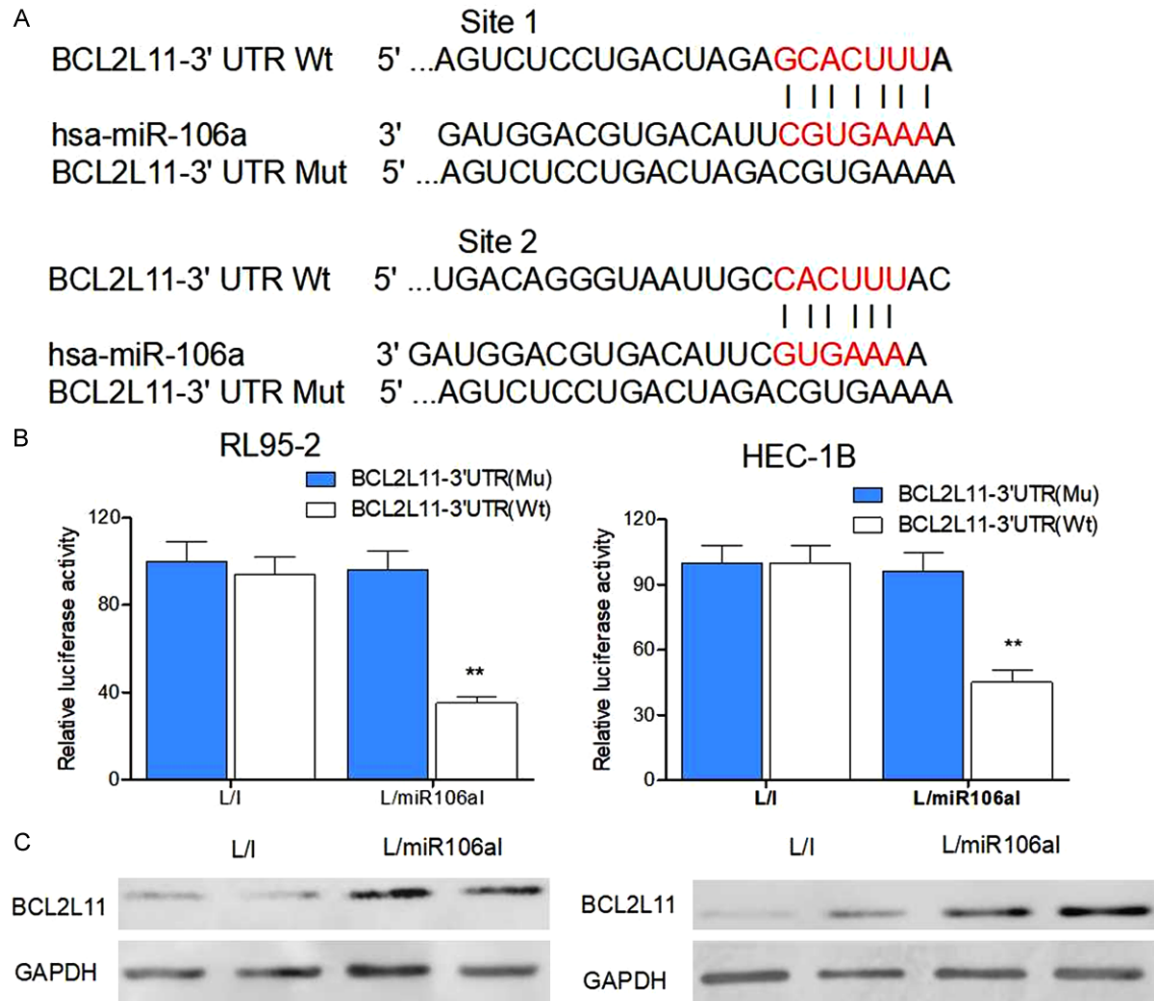 A
Site 1
BCL2L11-3' UTR Wt 5' ...AGUCUCCUGACUAGAGCACUUUA
hsa-miR-106a 3' GAUGGACGUGACAUUCGUGAAAA
BCL2L11-3' UTR Mut 5' ...AGUCUCCUGACUAGACGUGAAAA
Site 2
BCL2L11-3' UTR Wt 5' ...UGACAGGGUAAUUGCCACUUUAC
hsa-miR-106a 3' GAUGGACGUGACAUUCGUGAAAA
BCL2L11-3' UTR Mut 5' ...AGUCUCCUGACUAGACGUGAAAA
B
RL95-2
BCL2L11-3'UTR(Mu)
BCL2L11-3'UTR(Wt)
Relative luciferase activity
120
80
40
0
**
L/I L/miR106aI
HEC-1B
BCL2L11-3'UTR(Mu)
BCL2L11-3'UTR(Wt)
Relative luciferase activity
120
90
60
30
0
**
L/I L/miR106aI
C
L/I L/miR106aI
BCL2L11
GAPDH
L/I L/miR106aI
BCL2L11
GAPDH